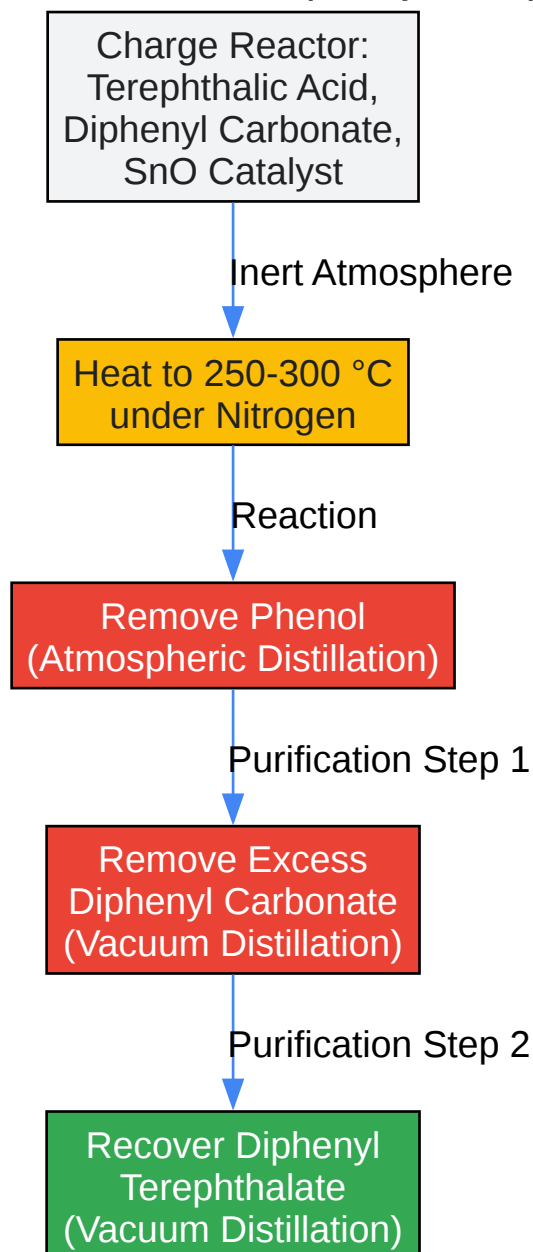 Charge Reactor:
Terephthalic Acid,
Diphenyl Carbonate,
SnO Catalyst
Inert Atmosphere
Heat to 250-300 °C
under Nitrogen
Reaction
Remove Phenol
(Atmospheric Distillation)
Purification Step 1
Remove Excess
Diphenyl Carbonate
(Vacuum Distillation)
Purification Step 2
Recover Diphenyl
Terephthalate
(Vacuum Distillation)